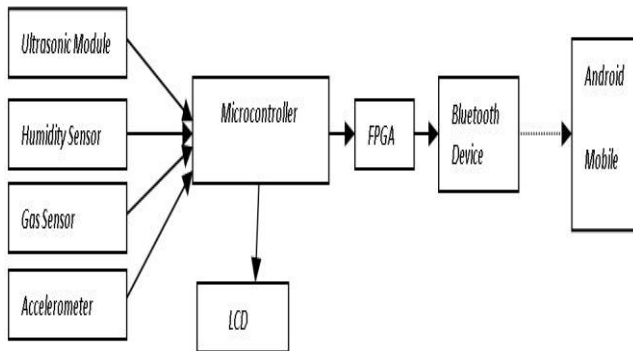 Ultrasonic Module
Humidity Sensor
Gas Sensor
Accelerometer
Microcontroller
LCD
FPGA
Bluetooth
Device
Android
Mobile